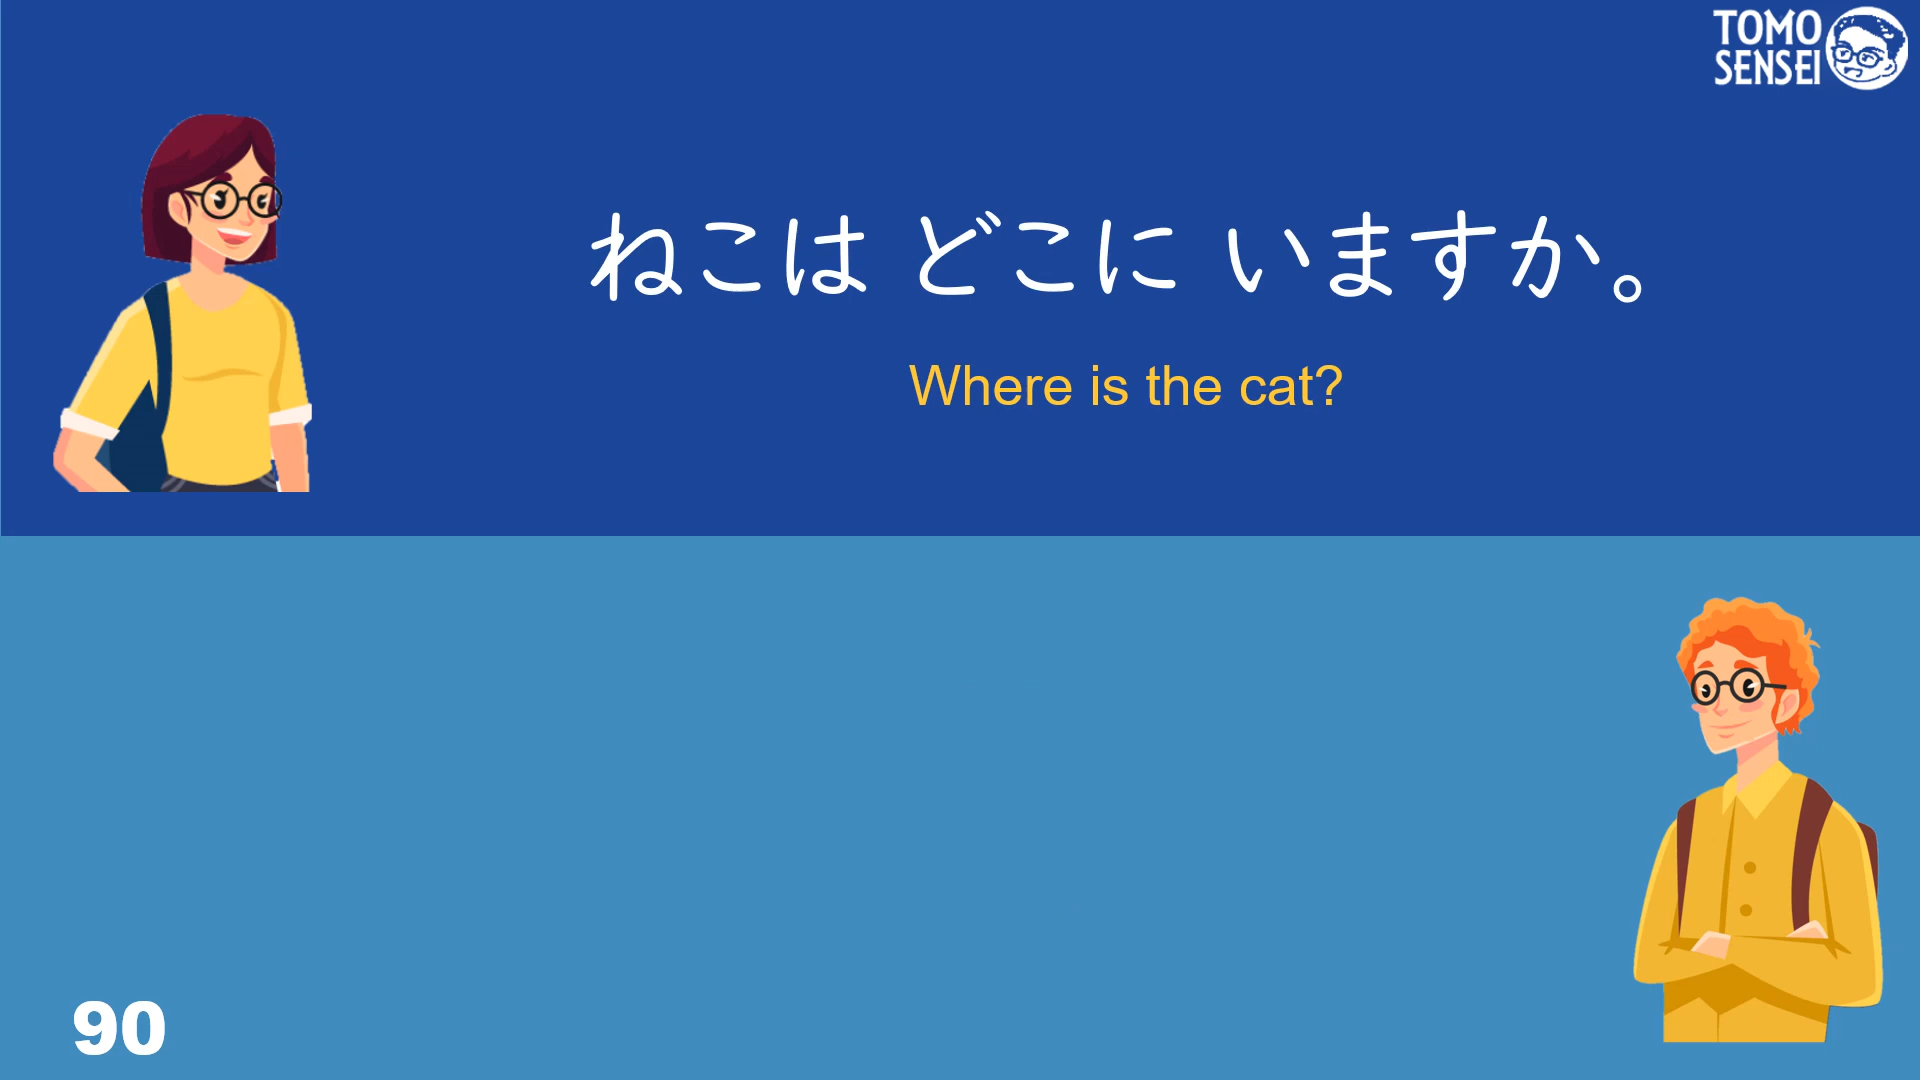 TOMO
SENSEI
ねこは どこに いますか。
Where is the cat?
90